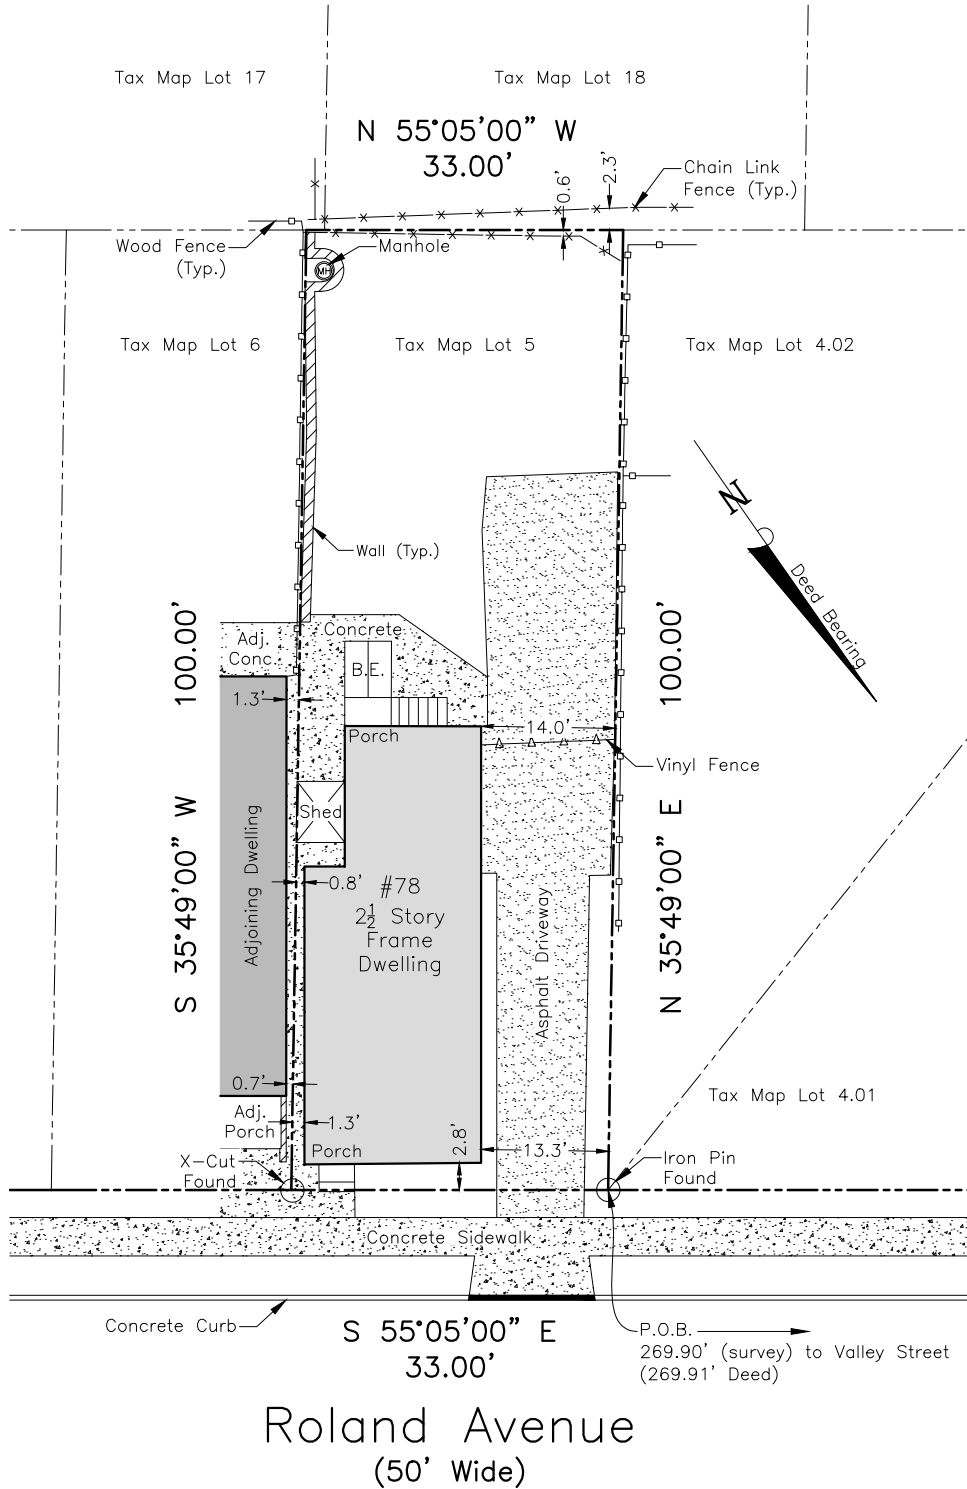 Tax Map Lot 17
Tax Map Lot 18
N 55°05'00" W
33.00'
0.6'
2.3'
Chain Link
Fence (Typ.)
Wood Fence
(Typ.)
Manhole
MH
Tax Map Lot 6
Tax Map Lot 5
Tax Map Lot 4.02
N
Deed Bearing
Wall (Typ.)
S 35°49'00" W 100.00'
N 35°49'00" E 100.00'
Adj.
Conc.
Concrete
B.E.
1.3'
Porch
14.0'
Vinyl Fence
Shed
Adjoining Dwelling
0.8'
#78
2½ Story
Frame
Dwelling
Asphalt Driveway
0.7'
Adj.
Porch
1.3'
Porch
2.8'
13.3'
Tax Map Lot 4.01
X-Cut
Found
Iron Pin
Found
Concrete Sidewalk
Concrete Curb
S 55°05'00" E
33.00'
P.O.B.
269.90' (survey) to Valley Street
(269.91' Deed)
Roland Avenue
(50' Wide)